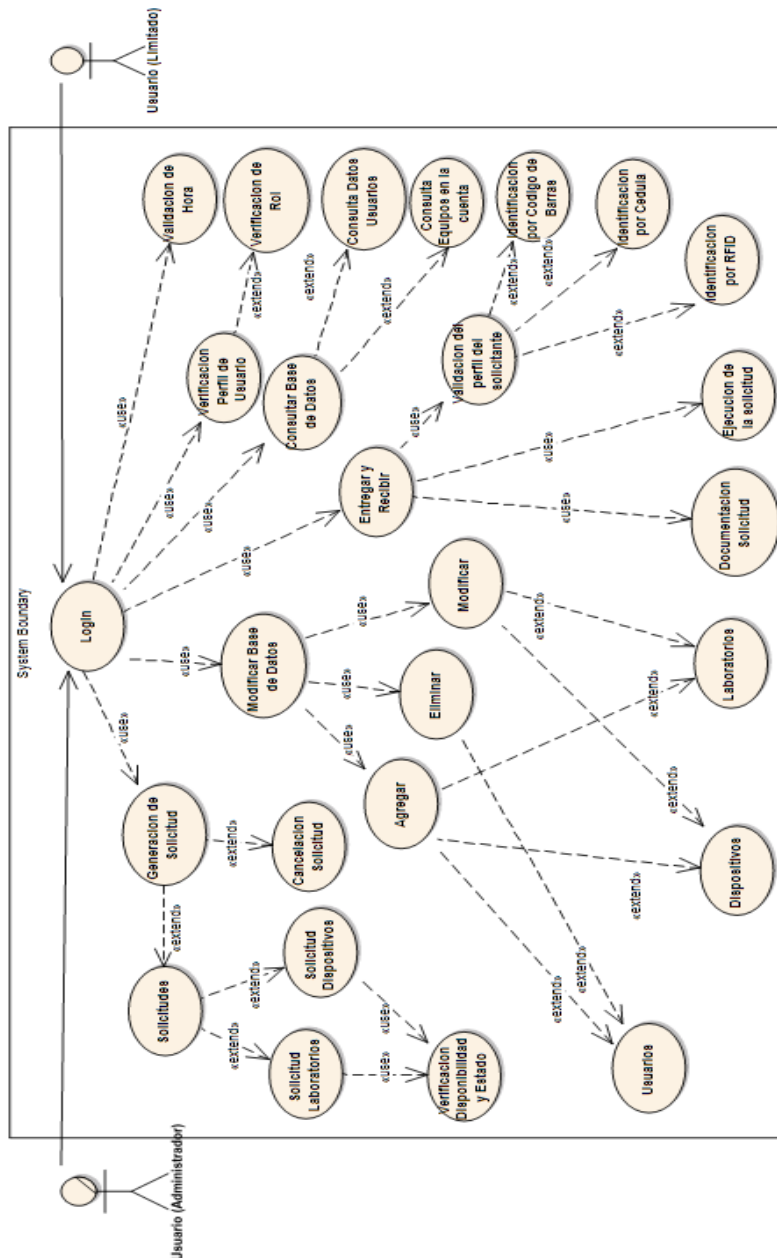 System Boundary
Usuario (Administrador)
Usuario (Limitado)
Login
«use»
«use»
«use»
«use»
«use»
«use»
Solicitudes
«extend»
Generacion de
Solicitud
Validacion de
Hora
«extend»
«extend»
«extend»
Verificacion
Perfil de
Usuario
«extend»
Verificacion de
Rol
Solicitud
Laboratorios
Solicitud
Dispositivos
Cancelacion
Solicitud
Modificar Base
de Datos
Consultar Base
de Datos
«extend»
Consulta Datos
Usuarios
«use»
«use»
«use»
«use»
«use»
«extend»
Entregar y
Recibir
Consulta
Equipos en la
cuenta
Agregar
Eliminar
Modificar
«use»
Verificacion
Disponibilidad
y Estado
Validacion del
perfil del
solicitante
«extend»
«extend»
Identificacion
por Codigo de
Barras
«use»
«use»
«extend»
«extend»
«extend»
«extend»
Identificacion
por Cedula
«extend»
«extend»
«extend»
Usuarios
Dispositivos
Laboratorios
Documentacion
Solicitud
Ejecucion de
la solicitud
Identificacion
por RFID